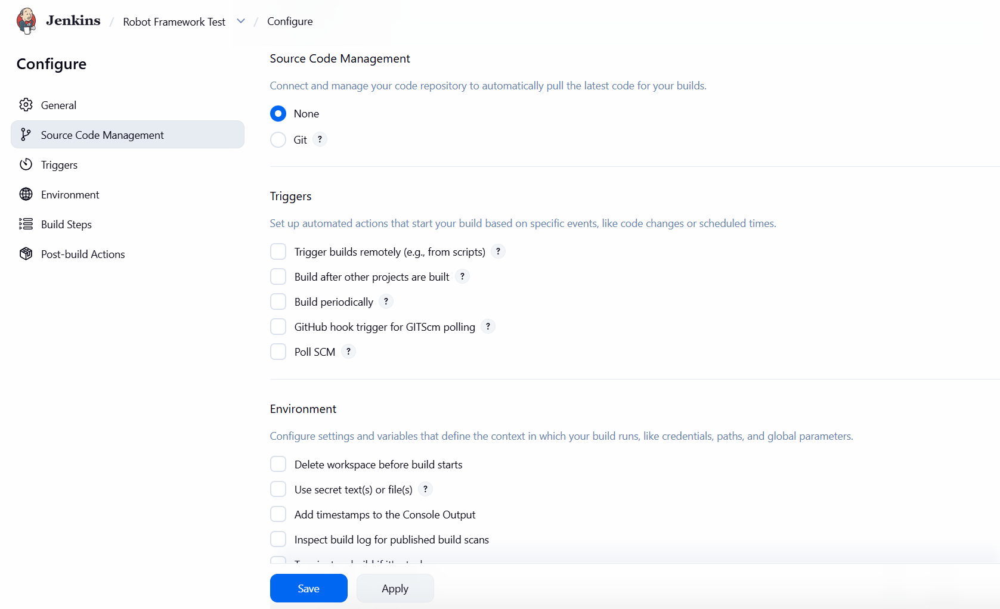 Jenkins / Robot Framework Test / Configure
Configure
General
Source Code Management
Triggers
Environment
Build Steps
Post-build Actions
Source Code Management
Connect and manage your code repository to automatically pull the latest code for your builds.
None
Git ?
Triggers
Set up automated actions that start your build based on specific events, like code changes or scheduled times.
Trigger builds remotely (e.g., from scripts) ?
Build after other projects are built ?
Build periodically ?
GitHub hook trigger for GITScm polling ?
Poll SCM ?
Environment
Configure settings and variables that define the context in which your build runs, like credentials, paths, and global parameters.
Delete workspace before build starts
Use secret text(s) or file(s) ?
Add timestamps to the Console Output
Inspect build log for published build scans
Save
Apply